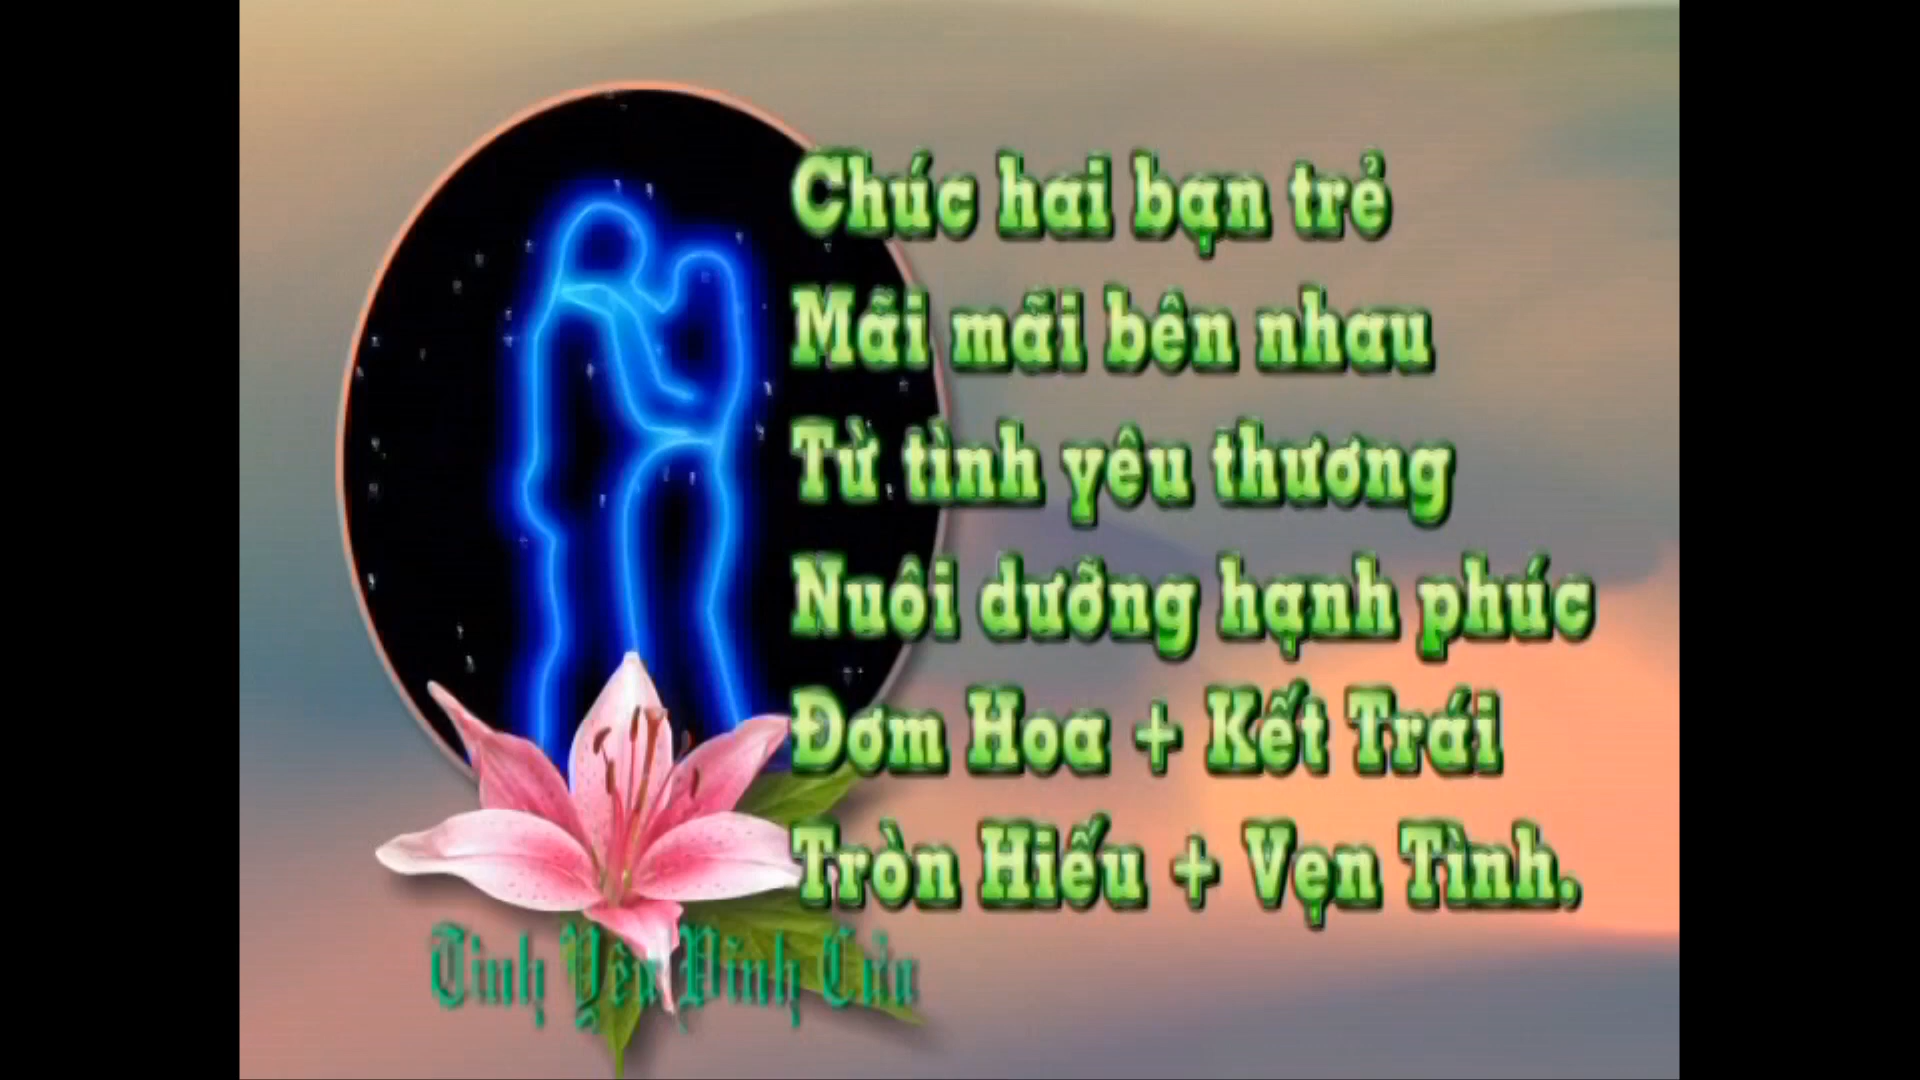 Chúc hai bạn trẻ
Mãi mãi bên nhau
Từ tình yêu thương
Nuôi dưỡng hạnh phúc
Đơm Hoa + Kết Trái
Tròn Hiếu + Vẹn Tình.
Tình Yêu Vĩnh Cửu